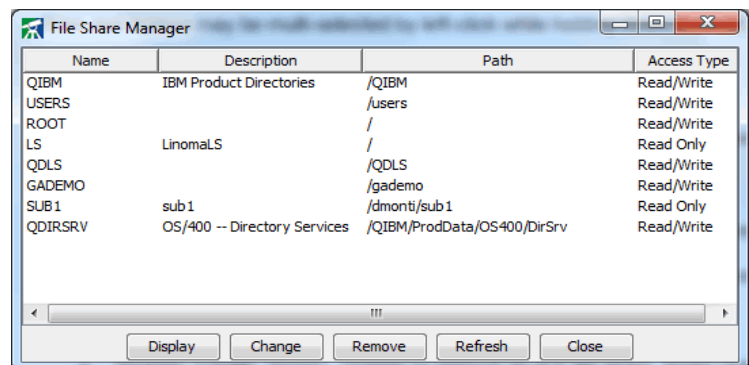 File Share Manager
Name Description Path Access Type
QIBM IBM Product Directories /QIBM Read/Write
USERS /users Read/Write
ROOT / Read/Write
LS LinomaLS / Read Only
QDLS /QDLS Read/Write
GADEMO /gademo Read/Write
SUB1 sub1 /dmonti/sub1 Read Only
QDIRSRV OS/400 -- Directory Services /QIBM/ProdData/OS400/DirSrv Read/Write
Display Change Remove Refresh Close